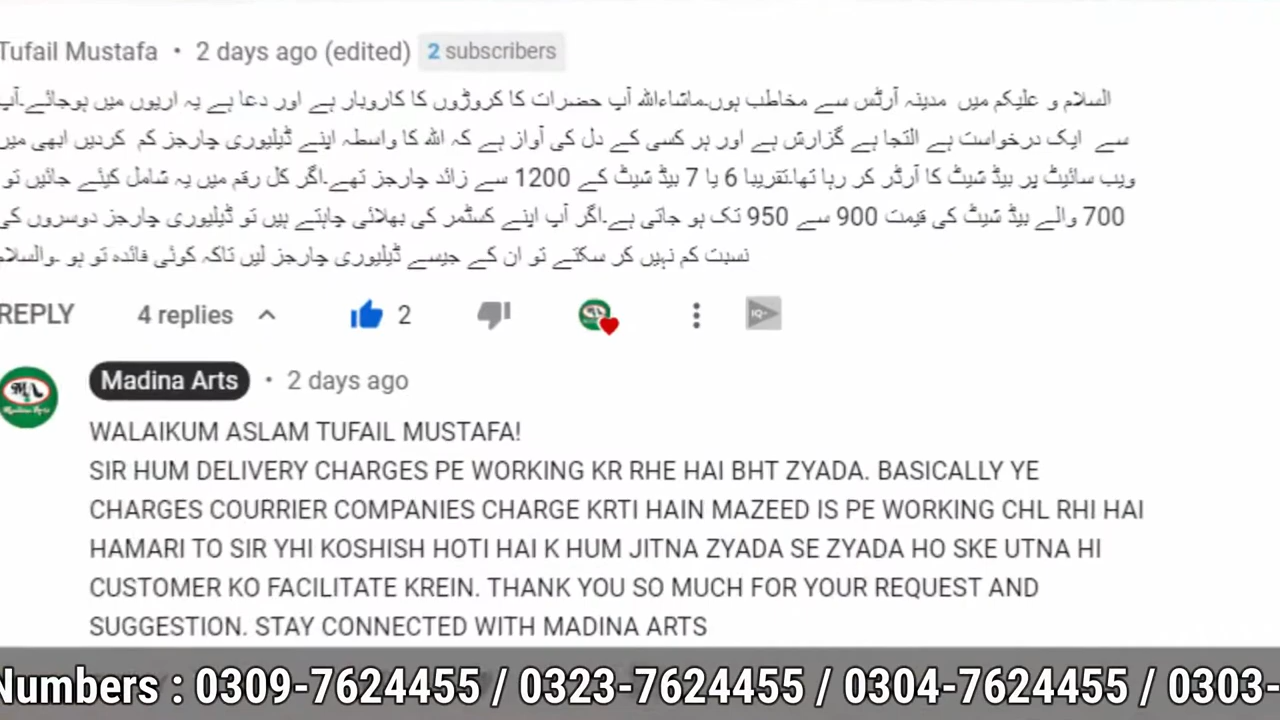 Tufail Mustafa • 2 days ago (edited) 2 subscribers
السلام و علیکم میں مدینہ آرٹس سے مخاطب ہوں۔ماشاءاللہ آپ حضرات کا کروڑوں کا کاروبار ہے اور دعا ہے یہ اربوں میں ہوجائے۔آپ
سے ایک درخواست ہے التجا ہے گزارش ہے اور ہر کسی کے دل کی آواز ہے کہ اللہ کا واسطہ اپنے ڈیلیوری چارجز کم کردیں ابھی میں
ویب سائیٹ پر بیڈ شیٹ کا آرڈر کر رہا تھا۔تقریبا 6 یا 7 بیڈ شیٹ کے 1200 سے زائد چارجز تھے۔اگر کل رقم میں یہ شامل کیئے جائیں تو
700 والے بیڈ شیٹ کی قیمت 900 سے 950 تک ہو جاتی ہے۔اگر آپ اپنے کسٹمر کی بھلائی چاہتے ہیں تو ڈیلیوری چارجز دوسروں کی
نسبت کم نہیں کر سکتے تو ان کے جیسے ڈیلیوری چارجز لیں تاکہ کوئی فائدہ تو ہو ۔والسلام
REPLY 4 replies 2 IQ
Madina Arts • 2 days ago
WALAIKUM ASLAM TUFAIL MUSTAFA!
SIR HUM DELIVERY CHARGES PE WORKING KR RHE HAI BHT ZYADA. BASICALLY YE
CHARGES COURRIER COMPANIES CHARGE KRTI HAIN MAZEED IS PE WORKING CHL RHI HAI
HAMARI TO SIR YHI KOSHISH HOTI HAI K HUM JITNA ZYADA SE ZYADA HO SKE UTNA HI
CUSTOMER KO FACILITATE KREIN. THANK YOU SO MUCH FOR YOUR REQUEST AND
SUGGESTION. STAY CONNECTED WITH MADINA ARTS
Numbers : 0309-7624455 / 0323-7624455 / 0304-7624455 / 0303-